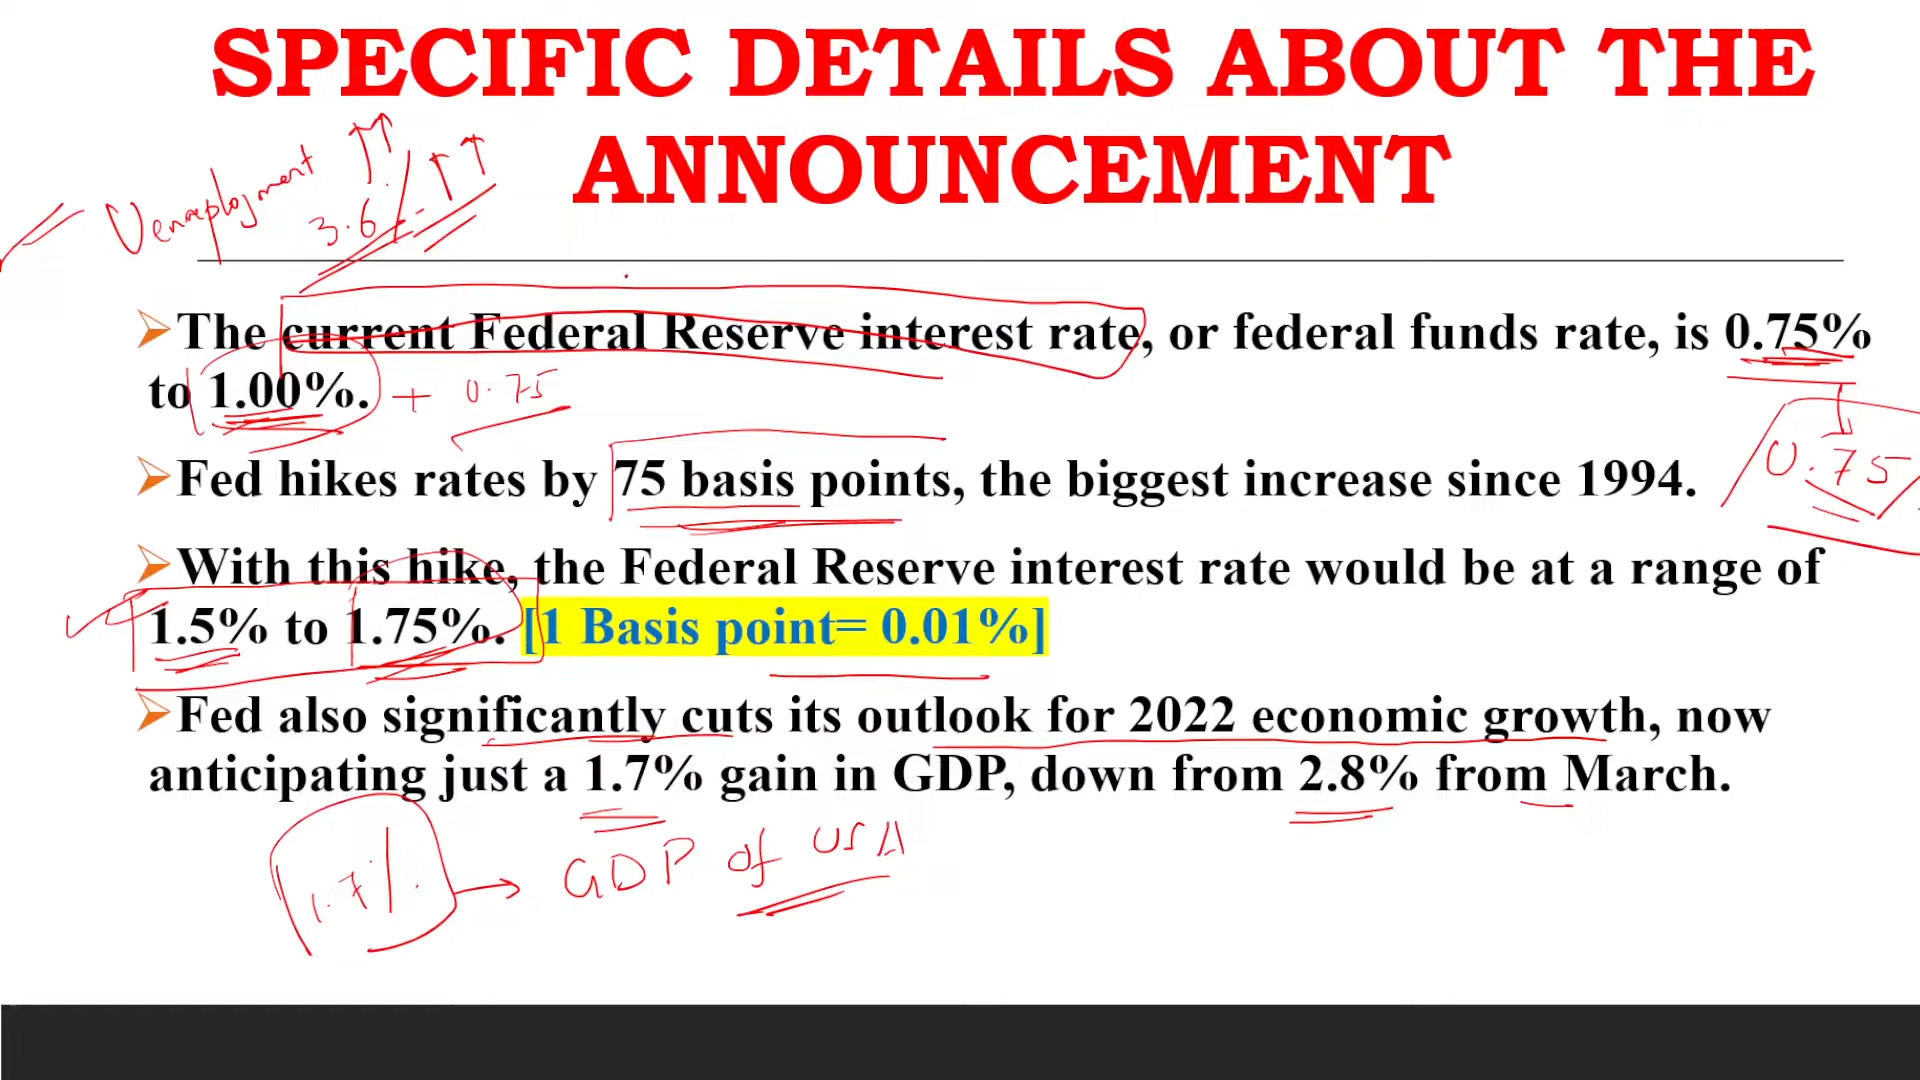 SPECIFIC DETAILS ABOUT THE
ANNOUNCEMENT
Unemployment
3.6%
➤The current Federal Reserve interest rate, or federal funds rate, is 0.75%
to 1.00%. + 0.75
0.75
➤Fed hikes rates by 75 basis points, the biggest increase since 1994.
➤With this hike, the Federal Reserve interest rate would be at a range of
1.5% to 1.75%. [1 Basis point= 0.01%]
➤Fed also significantly cuts its outlook for 2022 economic growth, now
anticipating just a 1.7% gain in GDP, down from 2.8% from March.
1.7% → GDP of USA